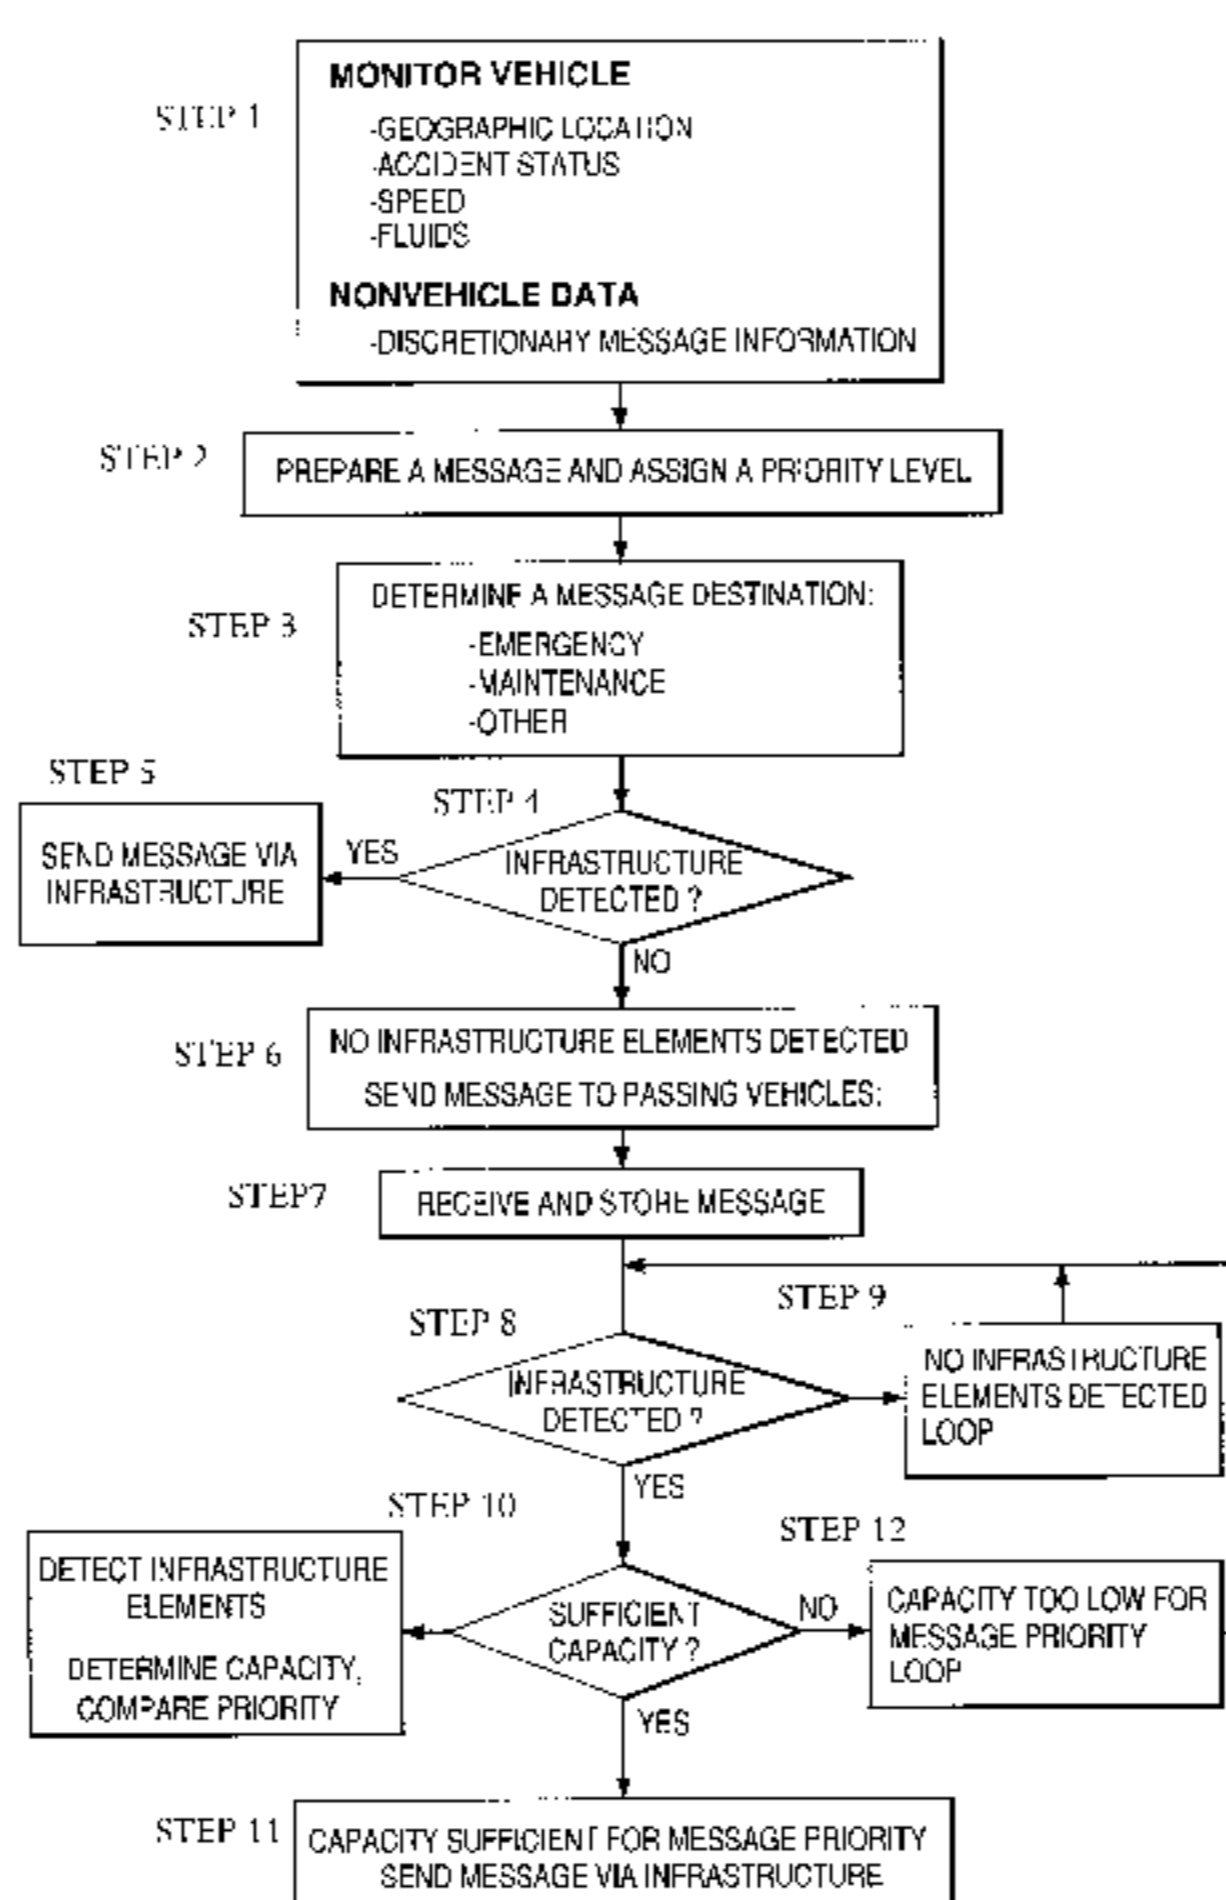 STEP 1
MONITOR VEHICLE
-GEOGRAPHIC LOCATION
-ACCIDENT STATUS
-SPEED
-FLUIDS
NONVEHICLE DATA
-DISCRETIONARY MESSAGE INFORMATION
STEP 2
PREPARE A MESSAGE AND ASSIGN A PRIORITY LEVEL
STEP 3
DETERMINE A MESSAGE DESTINATION:
-EMERGENCY
-MAINTENANCE
-OTHER
STEP 5
SEND MESSAGE VIA
INFRASTRUCTURE
YES
STEP 4
INFRASTRUCTURE
DETECTED ?
NO
STEP 6
NO INFRASTRUCTURE ELEMENTS DETECTED
SEND MESSAGE TO PASSING VEHICLES:
STEP7
RECEIVE AND STORE MESSAGE
STEP 8
INFRASTRUCTURE
DETECTED ?
STEP 9
NO INFRASTRUCTURE
ELEMENTS DETECTED
LOOP
YES
STEP 10
DETECT INFRASTRUCTURE
ELEMENTS
DETERMINE CAPACITY,
COMPARE PRIORITY
SUFFICIENT
CAPACITY ?
NO
STEP 12
CAPACITY TOO LOW FOR
MESSAGE PRIORITY
LOOP
YES
STEP 11
CAPACITY SUFFICIENT FOR MESSAGE PRIORITY
SEND MESSAGE VIA INFRASTRUCTURE